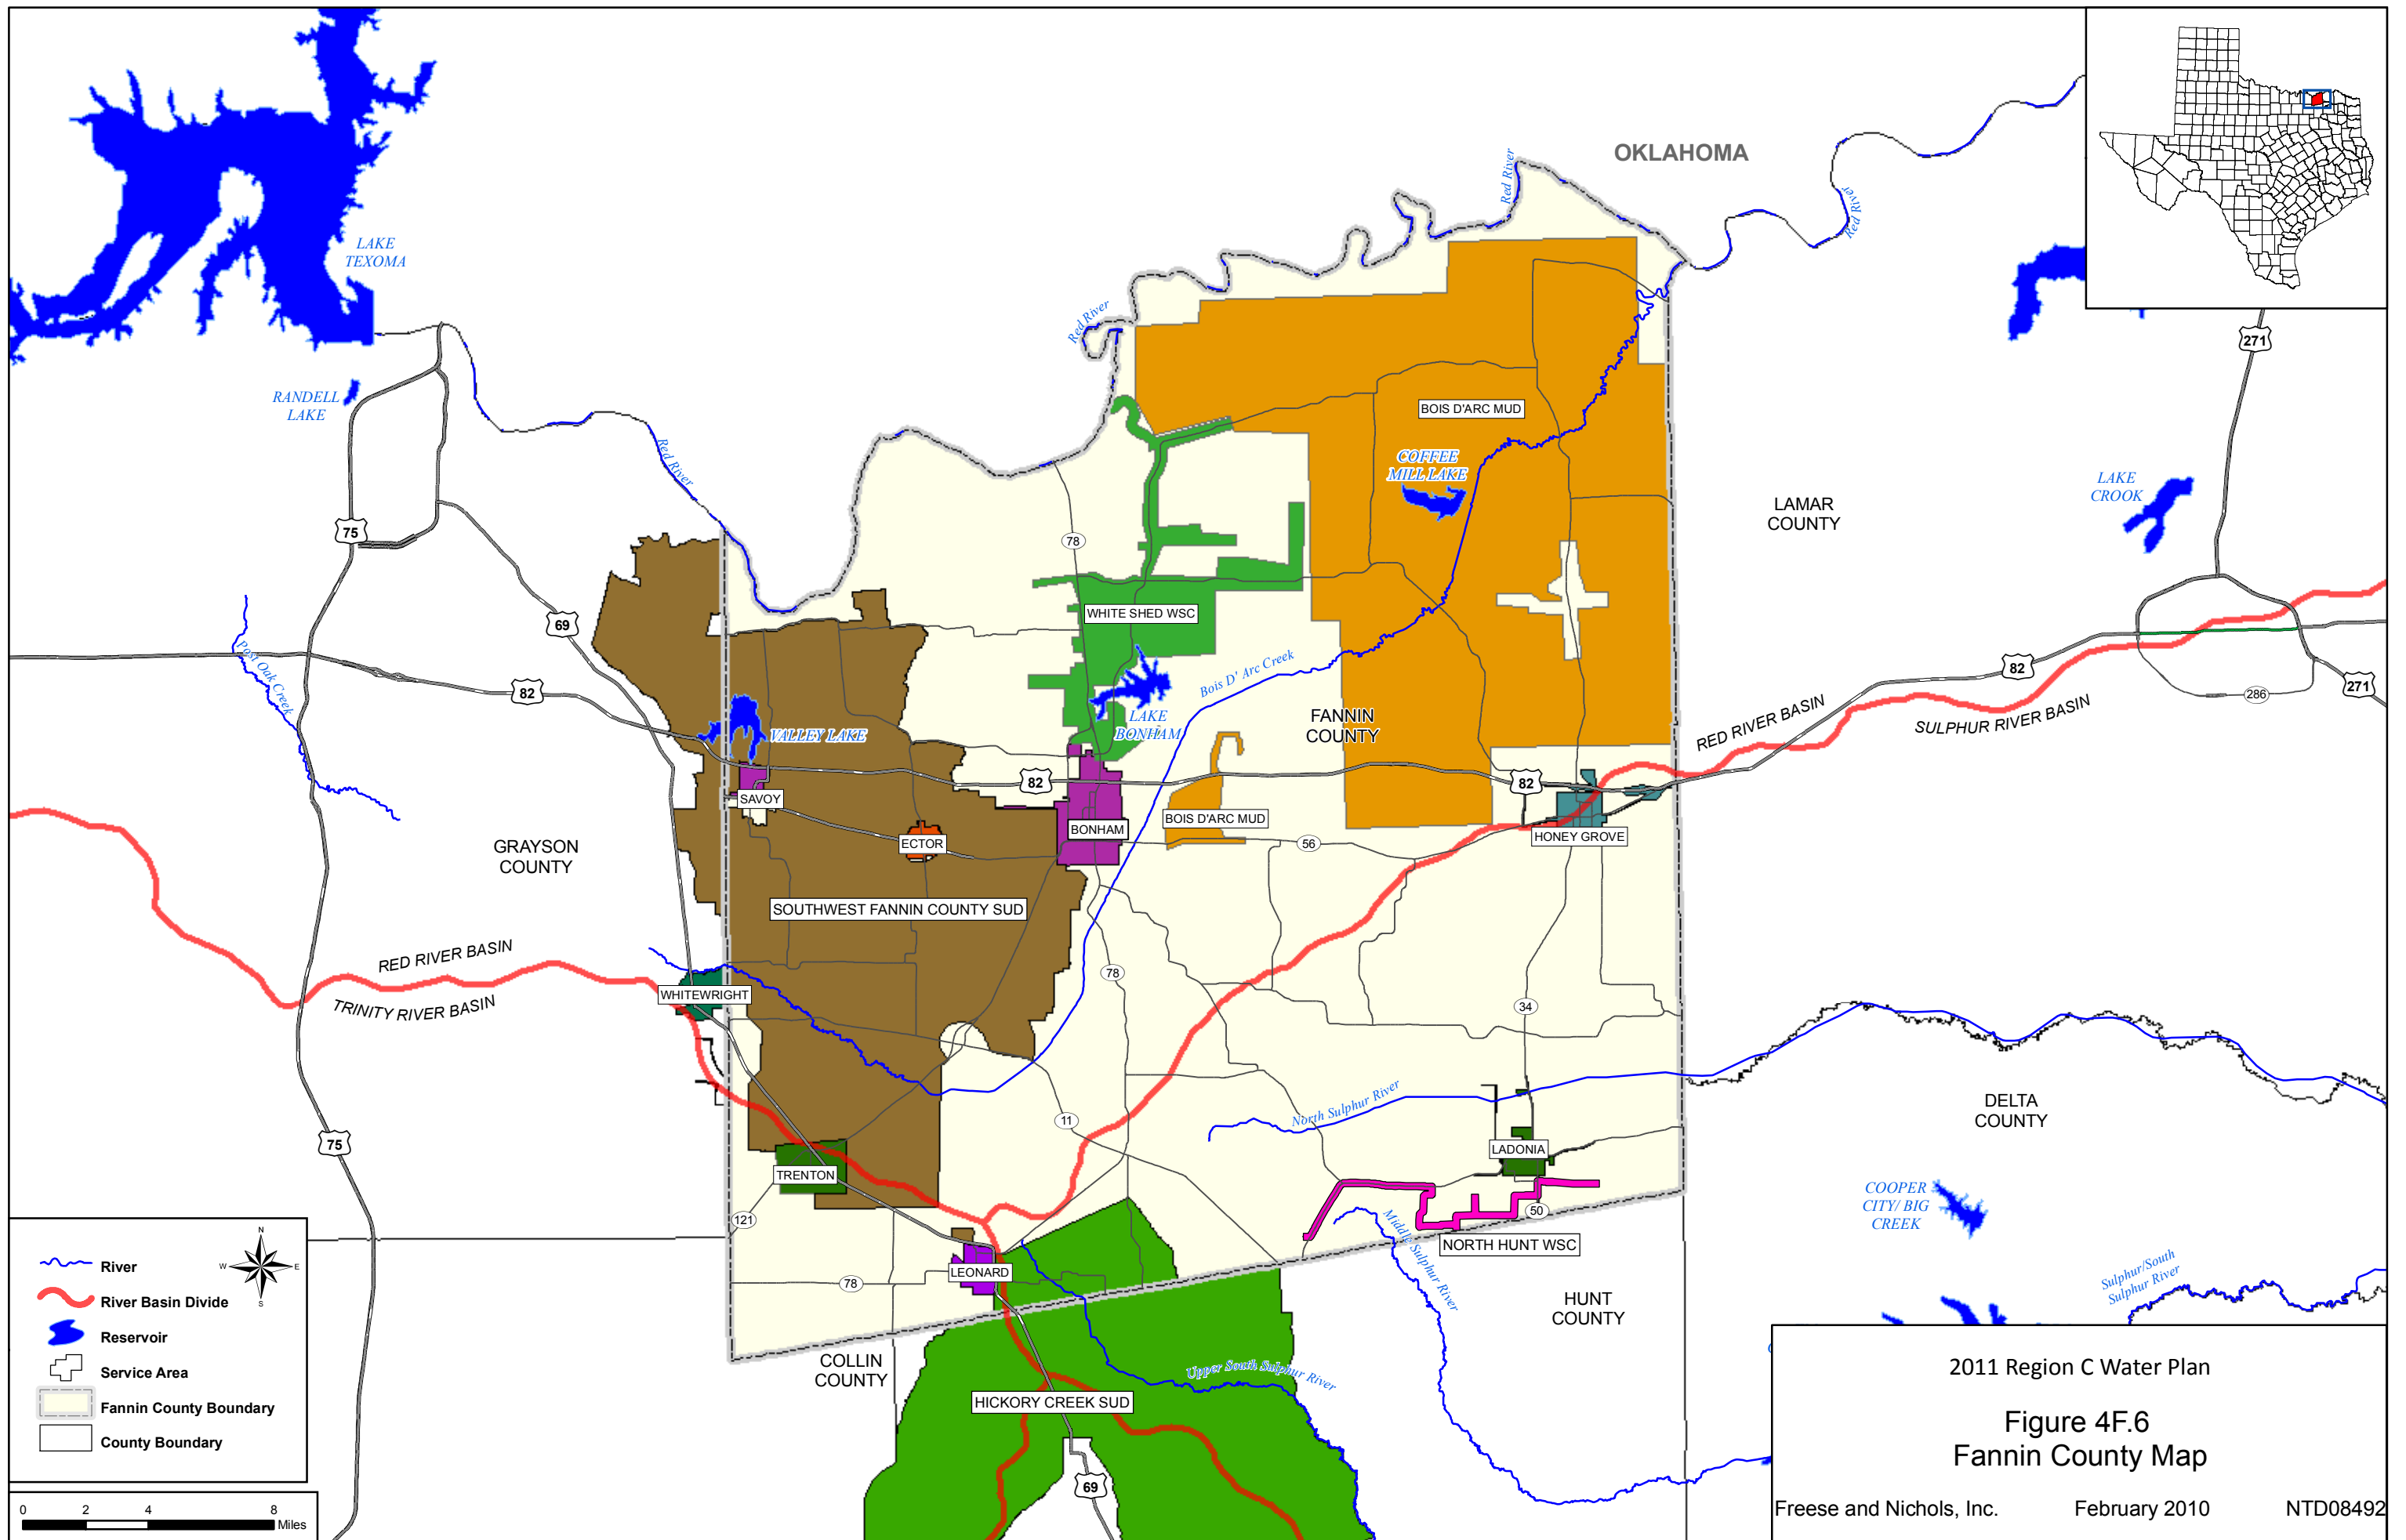 OKLAHOMA
Red River
Red River
Red River
Red River
LAKE
TEXOMA
RANDELL
LAKE
271
75
69
82
Post Oak Creek
78
BOIS D'ARC MUD
COFFEE
MILL LAKE
LAMAR
COUNTY
LAKE
CROOK
WHITE SHED WSC
Bois D' Arc Creek
LAKE
BONHAM
FANNIN
COUNTY
VALLEY LAKE
82
82
82
271
286
RED RIVER BASIN
SULPHUR RIVER BASIN
SAVOY
ECTOR
BONHAM
BOIS D'ARC MUD
56
HONEY GROVE
GRAYSON
COUNTY
SOUTHWEST FANNIN COUNTY SUD
RED RIVER BASIN
TRINITY RIVER BASIN
WHITEWRIGHT
78
34
11
North Sulphur River
LADONIA
DELTA
COUNTY
75
TRENTON
121
COOPER
CITY/ BIG
CREEK
50
NORTH HUNT WSC
Middle Sulphur River
LEONARD
78
HUNT
COUNTY
Sulphur/South
Sulphur River
COLLIN
COUNTY
Upper South Sulphur River
HICKORY CREEK SUD
69
N
W
E
S
River
River Basin Divide
Reservoir
Service Area
Fannin County Boundary
County Boundary
0 2 4 8
Miles
2011 Region C Water Plan
Figure 4F.6
Fannin County Map
Freese and Nichols, Inc. February 2010 NTD08492